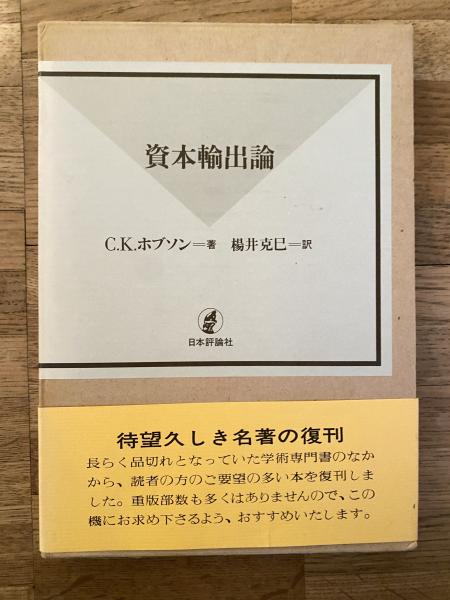 資本輸出論
C.K.ホブソン＝著　楊井克巳＝訳
日本評論社
待望久しき名著の復刊
長らく品切れとなっていた学術専門書のなか
から、読者の方のご要望の多い本を復刊しま
した。重版部数も多くはありませんので、この
機にお求め下さるよう、おすすめいたします。